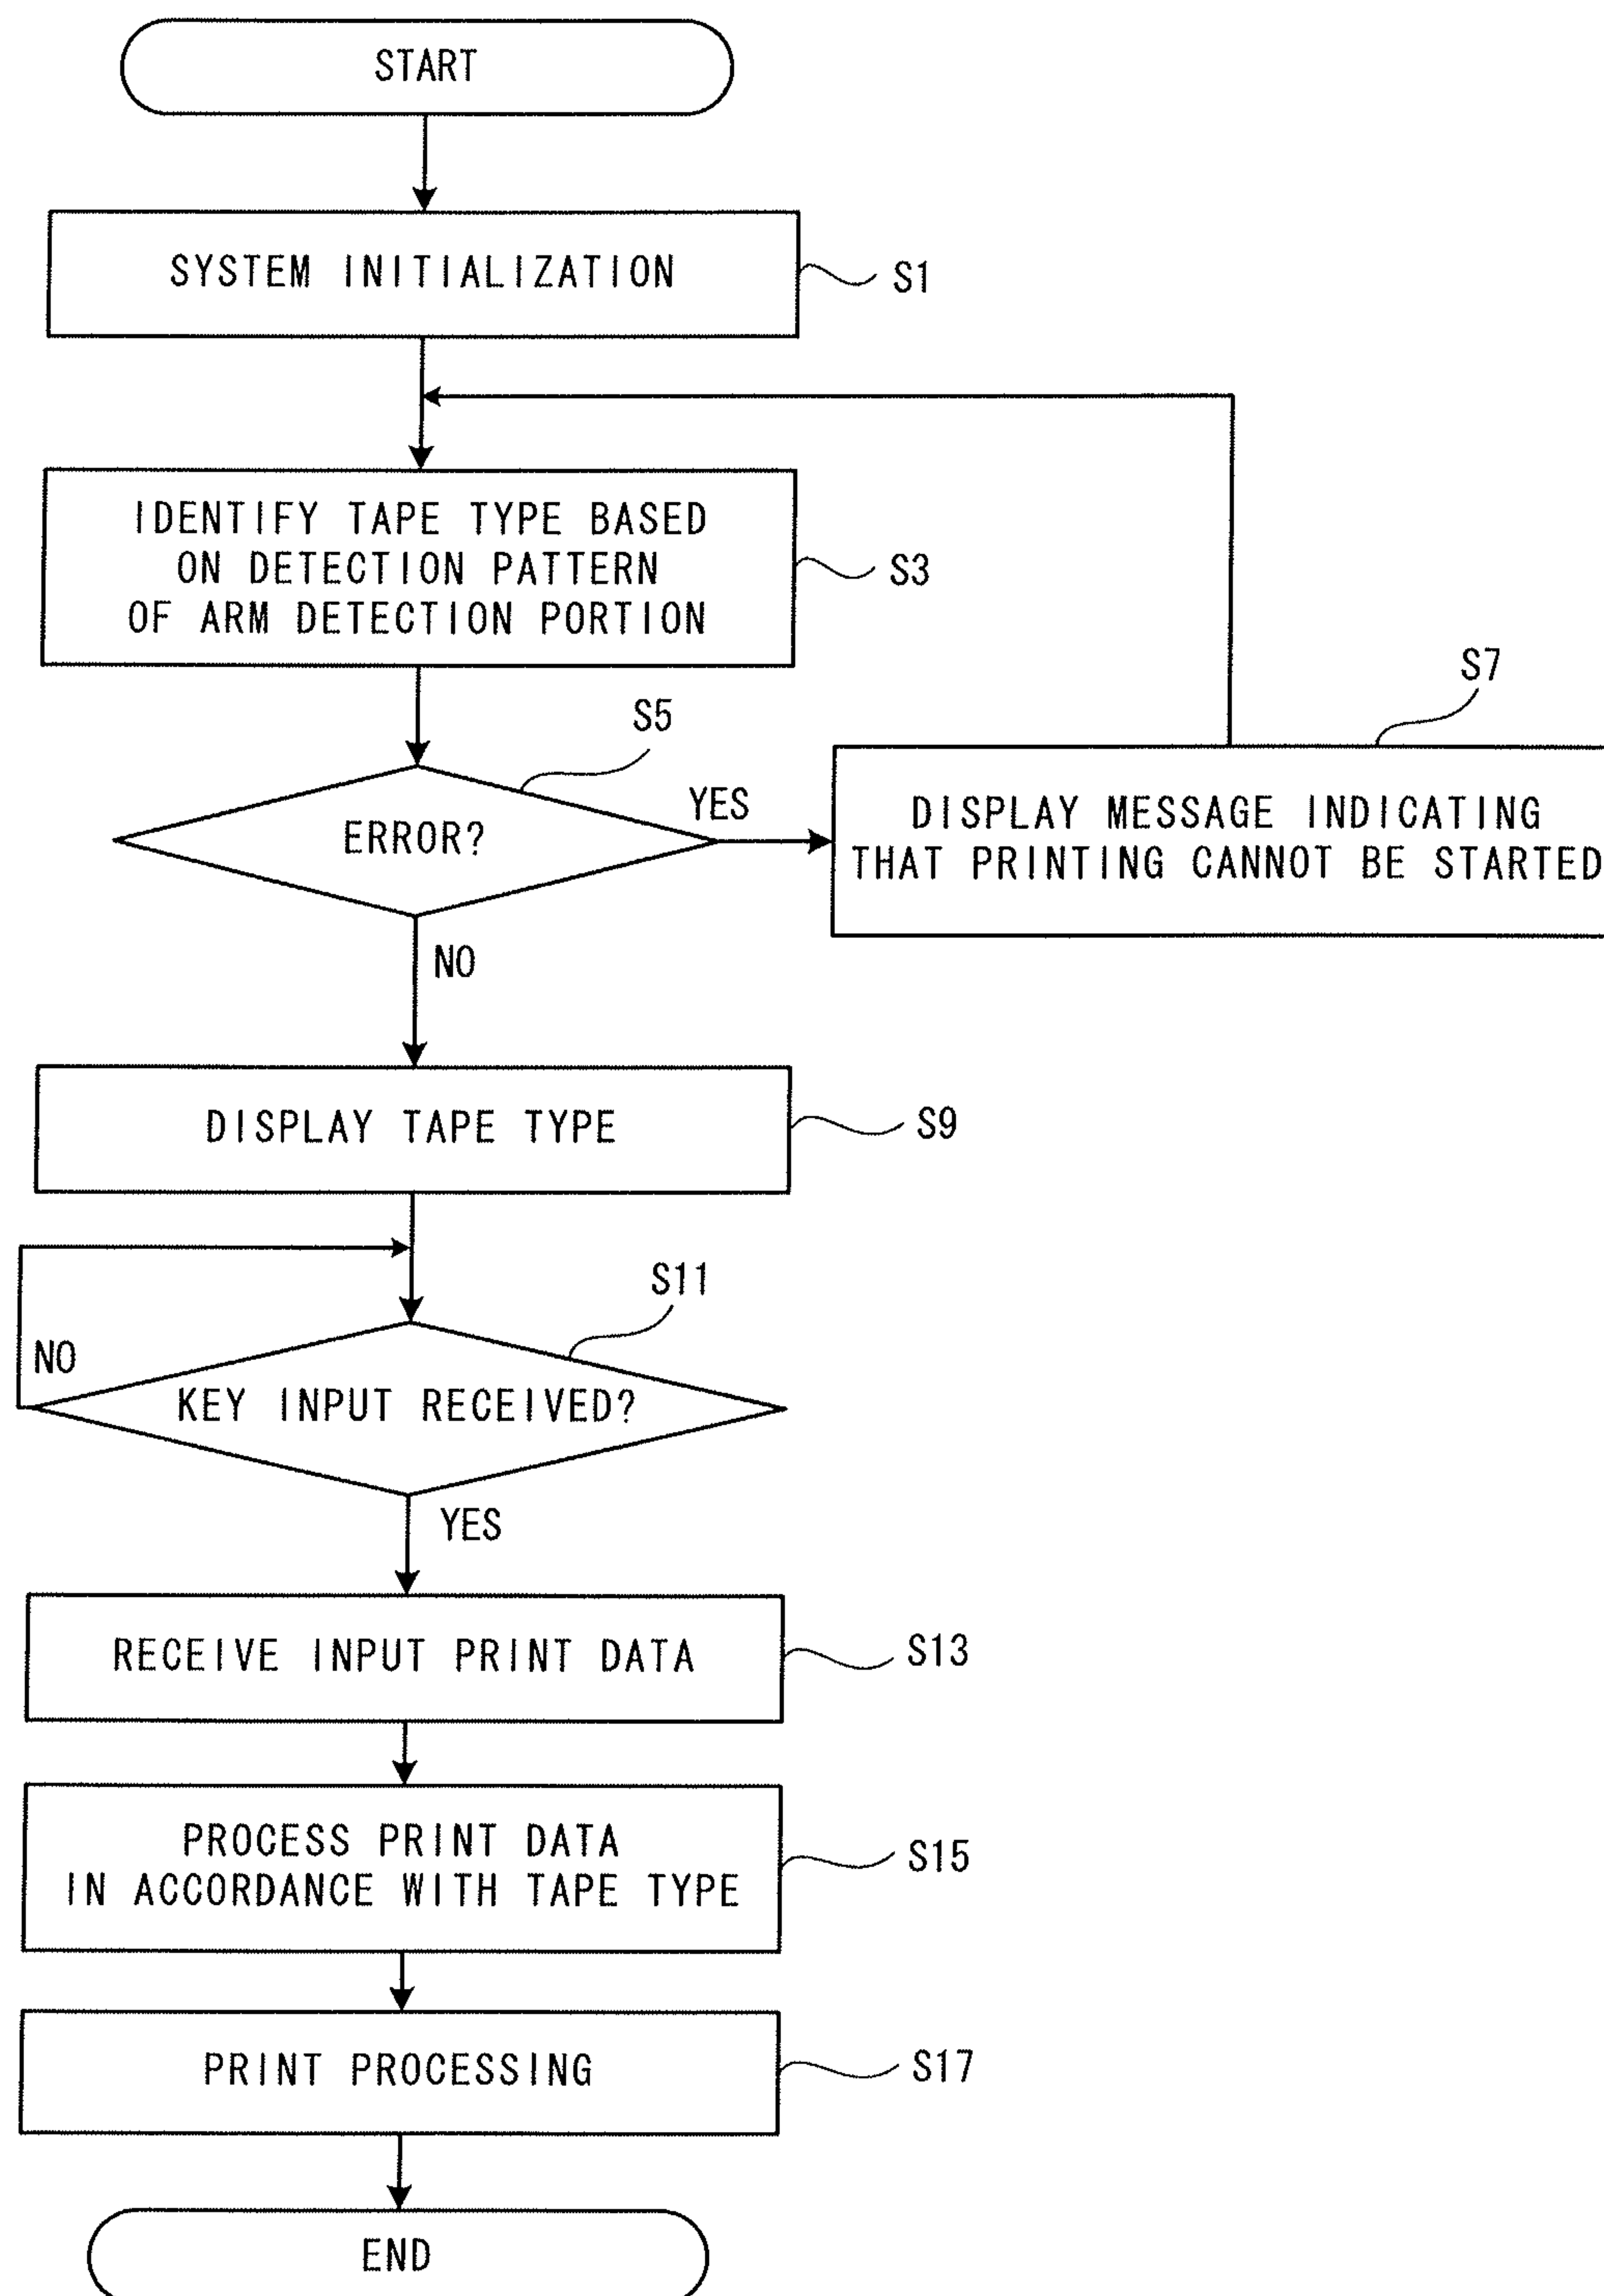 START
SYSTEM INITIALIZATION
S1
IDENTIFY TAPE TYPE BASED
ON DETECTION PATTERN
OF ARM DETECTION PORTION
S3
S5
ERROR?
YES
NO
S7
DISPLAY MESSAGE INDICATING
THAT PRINTING CANNOT BE STARTED
DISPLAY TAPE TYPE
S9
S11
NO
KEY INPUT RECEIVED?
YES
RECEIVE INPUT PRINT DATA
S13
PROCESS PRINT DATA
IN ACCORDANCE WITH TAPE TYPE
S15
PRINT PROCESSING
S17
END